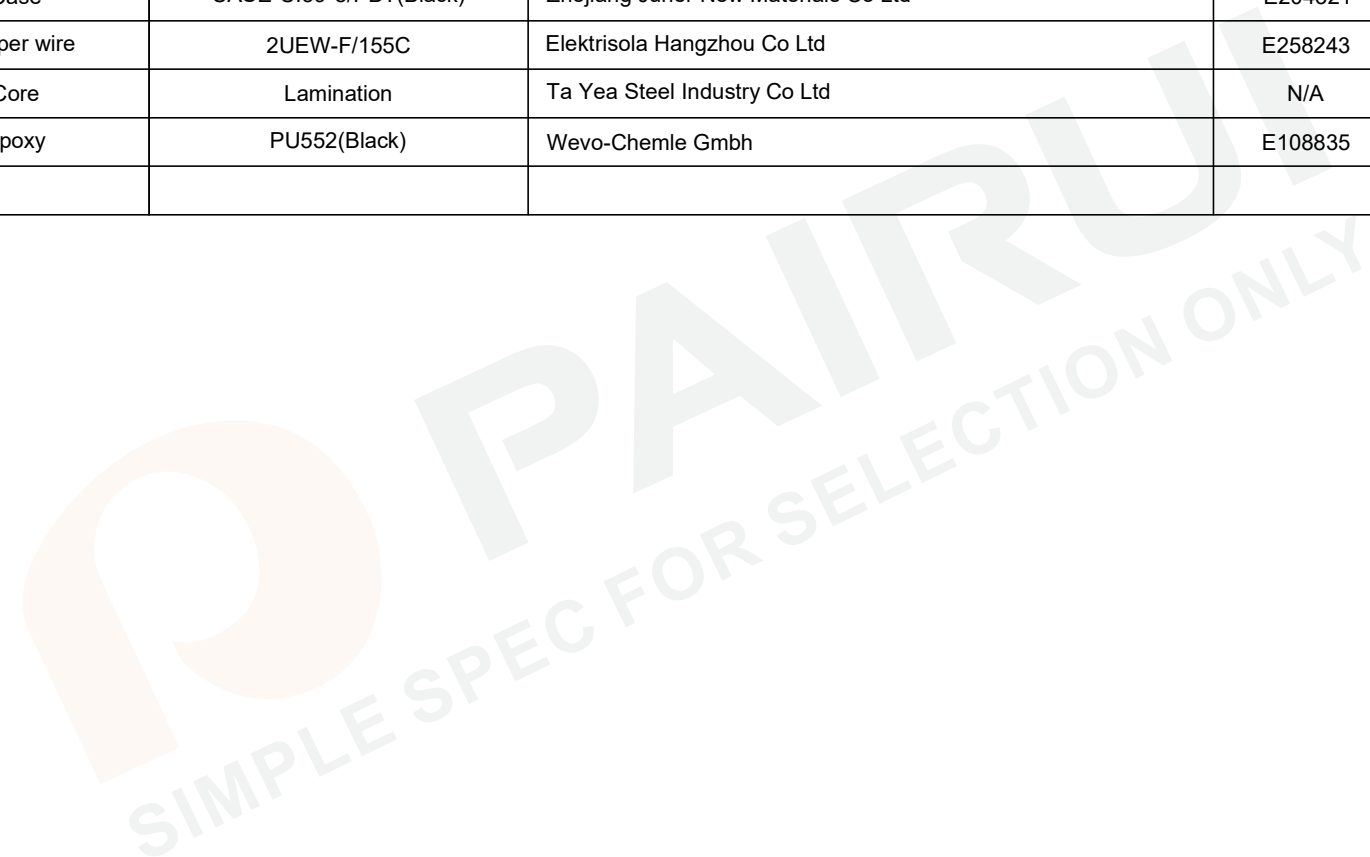 per wire 2UEW-F/155C Elektrisola Hangzhou Co Ltd E258243
Core Lamination Ta Yea Steel Industry Co Ltd N/A
poxy PU552(Black) Wevo-Chemle Gmbh E108835
PAIRUI
SIMPLE SPEC FOR SELECTION ONLY